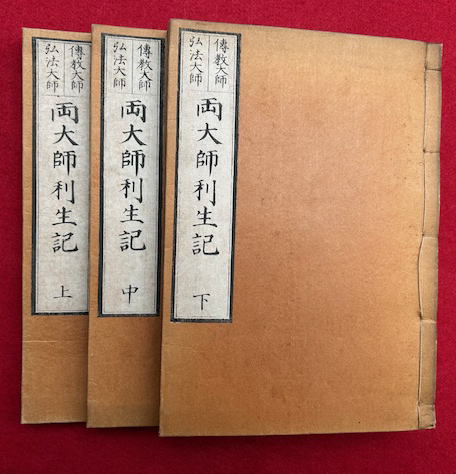 傳教大師
弘法大師
両大師利生記
下
傳教大師
弘法大師
両大師利生記
中
傳教大師
弘法大師
両大師利生記
上